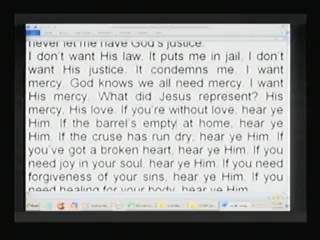 never let me have God's justice.
I don't want His law. It puts me in jail. I don't
want His justice. It condemns me. I want
mercy. God knows we all need mercy. I want
His mercy. What did Jesus represent? His
mercy, His love. If you're without love, hear ye
Him. If the barrel's empty at home, hear ye
Him. If the cruse has run dry, hear ye Him. If
you've got a broken heart, hear ye Him. If you
need joy in your soul, hear ye Him. If you need
forgiveness of your sins, hear ye Him. If you
need healing for your body, hear ye Him.